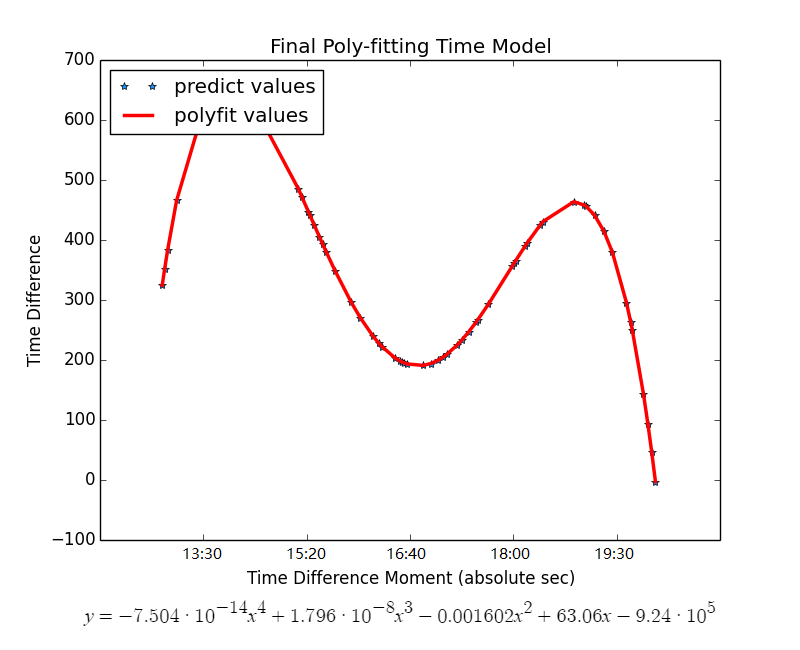 Final Poly-fitting Time Model
700
600
500
400
300
200
100
0
−100
Time Difference
predict values
polyfit values
13:30 15:20 16:40 18:00 19:30
Time Difference Moment (absolute sec)
y = −7.504 · 10^−14 x^4 + 1.796 · 10^−8 x^3 − 0.001602x^2 + 63.06x − 9.24 · 10^5